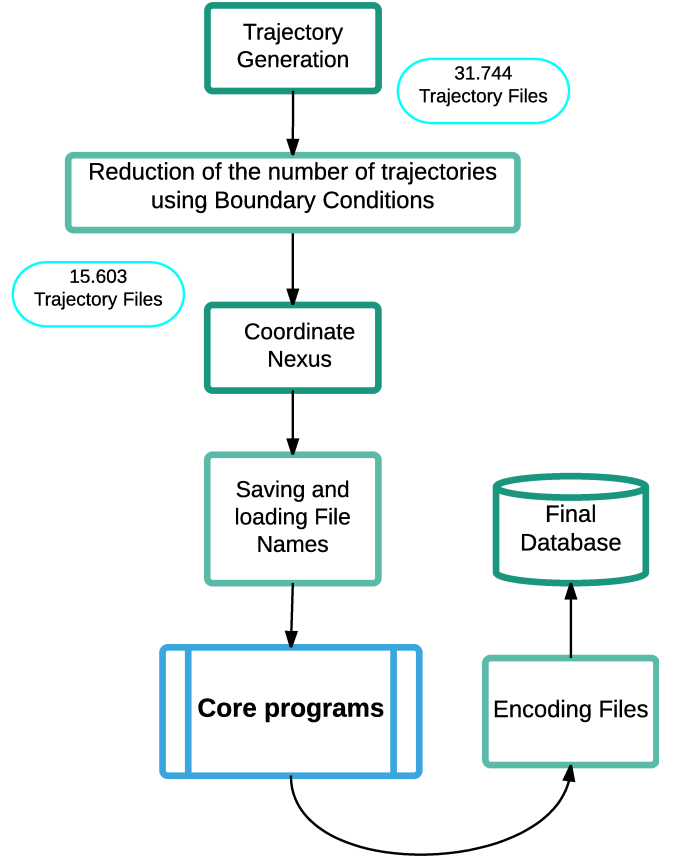 Trajectory
Generation
31.744
Trajectory Files
Reduction of the number of trajectories
using Boundary Conditions
15.603
Trajectory Files
Coordinate
Nexus
Saving and
loading File
Names
Core programs
Encoding Files
Final
Database